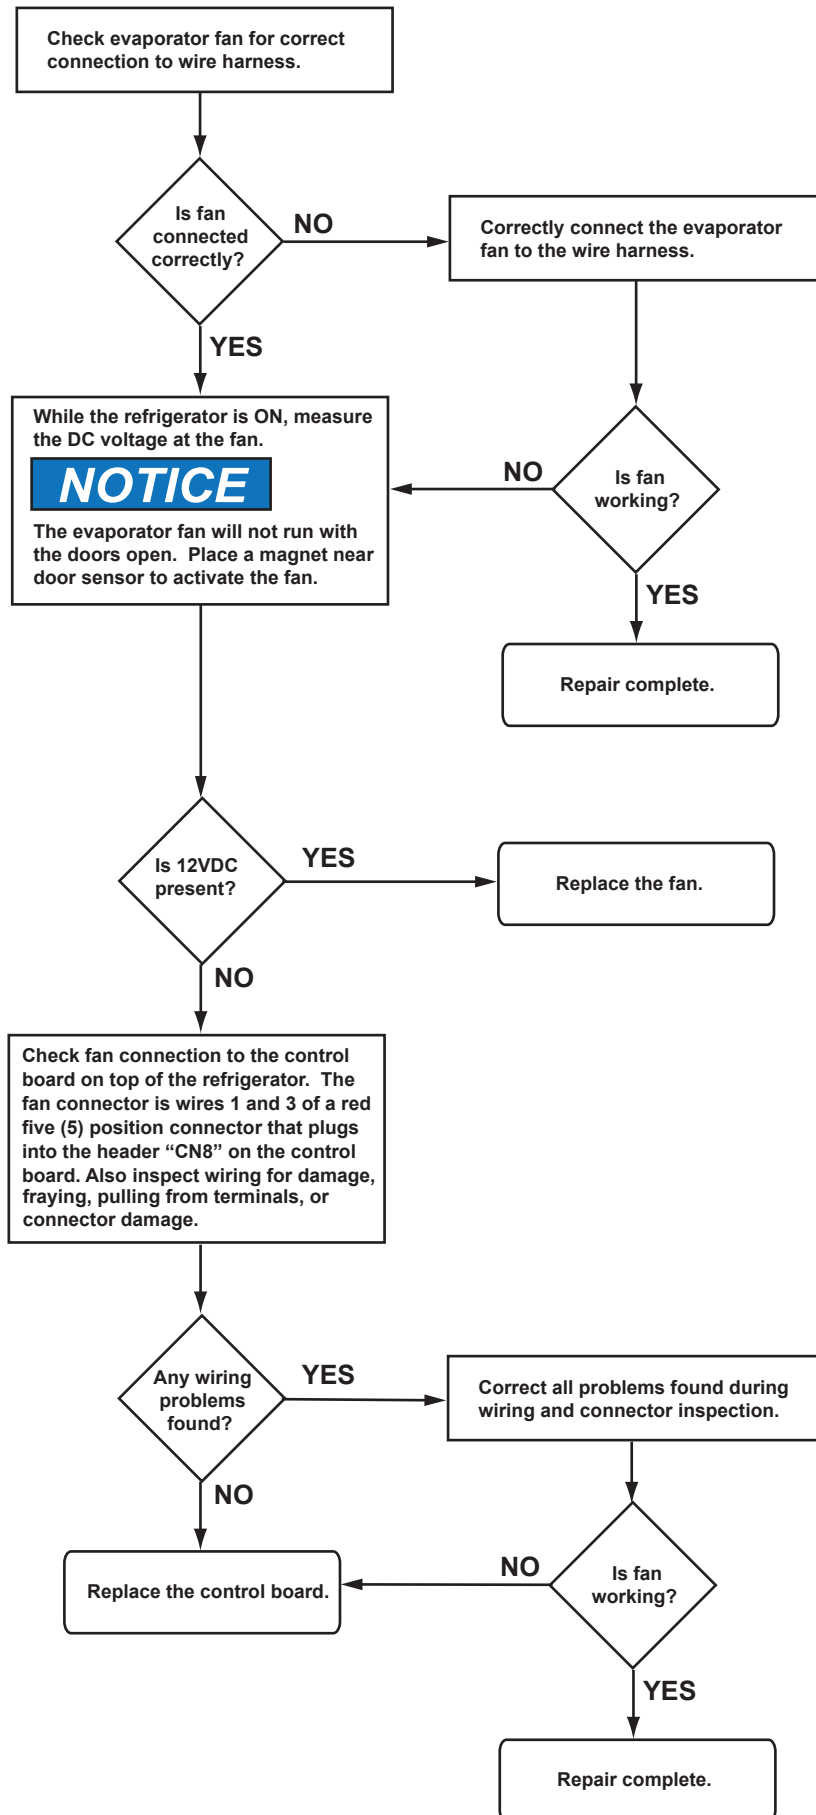 Check evaporator fan for correct
connection to wire harness.
Is fan
connected
correctly?
NO
Correctly connect the evaporator
fan to the wire harness.
YES
While the refrigerator is ON, measure
the DC voltage at the fan.
NOTICE
The evaporator fan will not run with
the doors open. Place a magnet near
door sensor to activate the fan.
NO
Is fan
working?
YES
Repair complete.
Is 12VDC
present?
YES
Replace the fan.
NO
Check fan connection to the control
board on top of the refrigerator. The
fan connector is wires 1 and 3 of a red
five (5) position connector that plugs
into the header “CN8” on the control
board. Also inspect wiring for damage,
fraying, pulling from terminals, or
connector damage.
Any wiring
problems
found?
YES
Correct all problems found during
wiring and connector inspection.
NO
Replace the control board.
NO
Is fan
working?
YES
Repair complete.